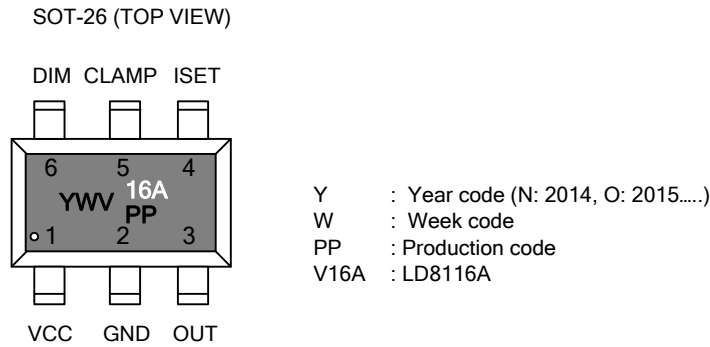 SOT-26 (TOP VIEW)
DIM CLAMP ISET
6 5 4
YWV 16A
PP
1 2 3
VCC GND OUT
Y : Year code (N: 2014, O: 2015.....)
W : Week code
PP : Production code
V16A : LD8116A